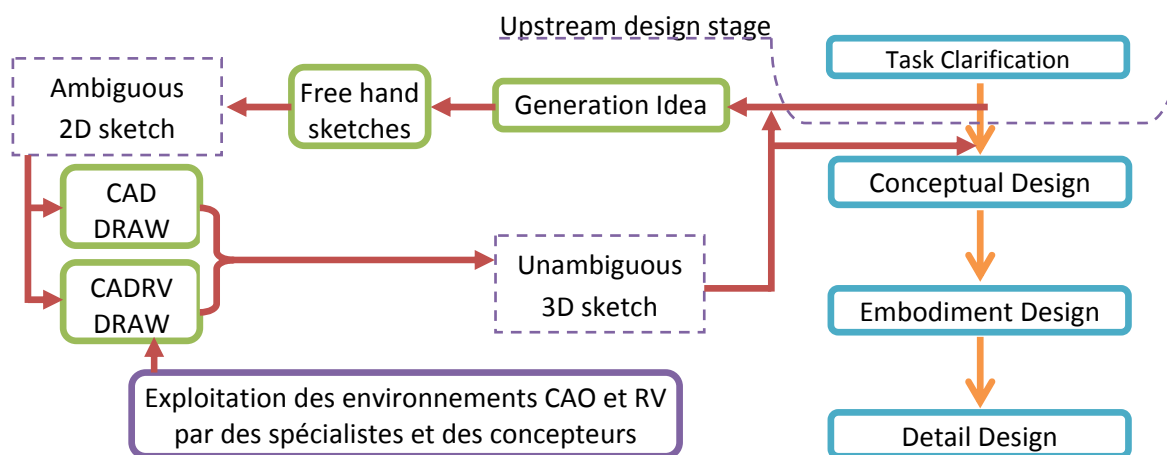 Upstream design stage
Task Clarification
Ambiguous
2D sketch
Free hand
sketches
Generation Idea
CAD
DRAW
Conceptual Design
CADRV
DRAW
Unambiguous
3D sketch
Embodiment Design
Exploitation des environnements CAO et RV
par des spécialistes et des concepteurs
Detail Design